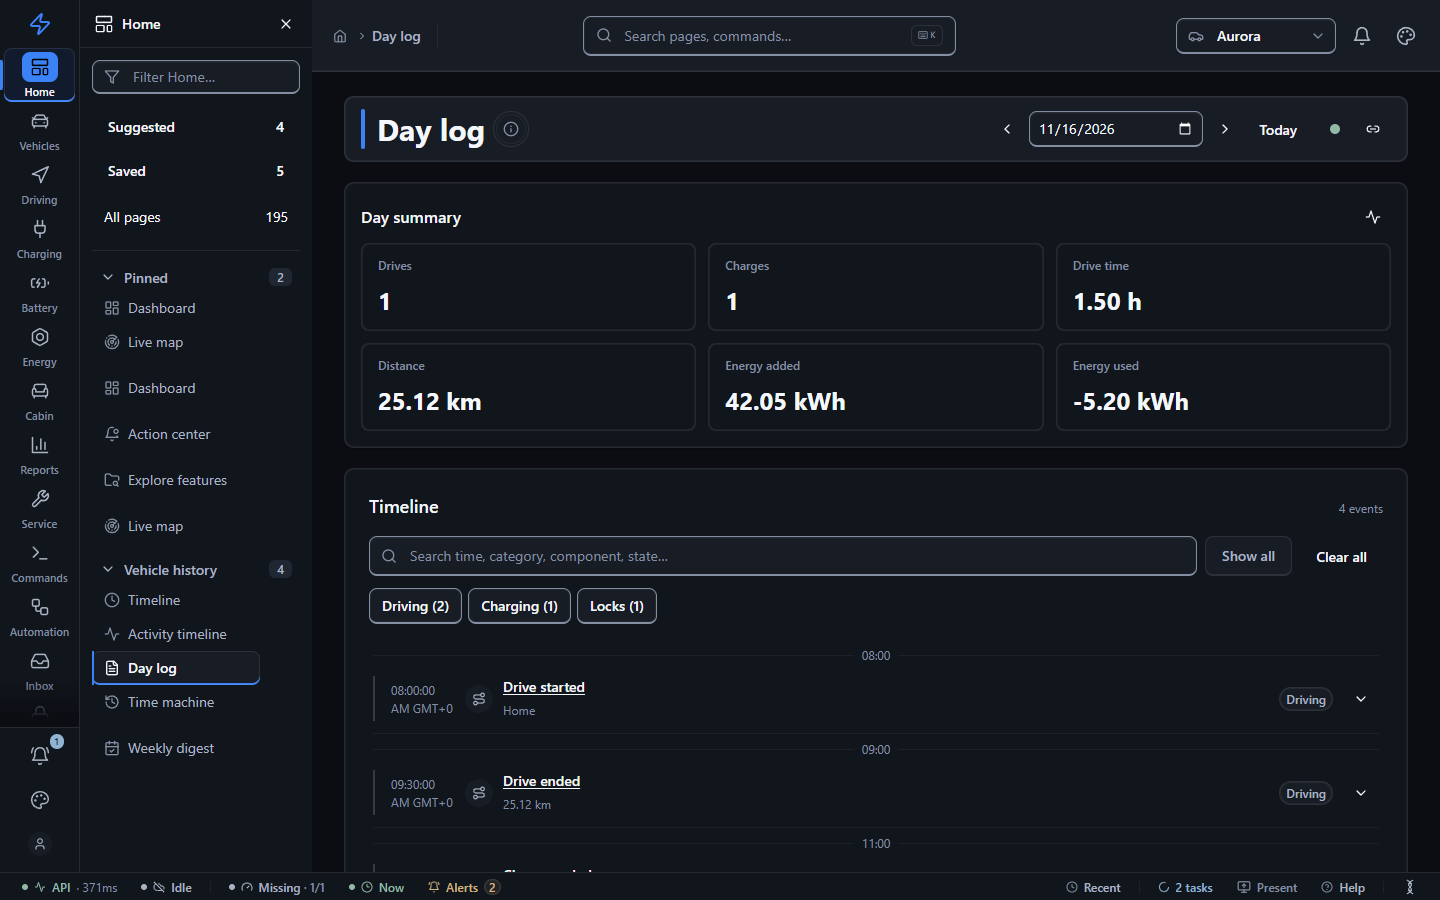 Home
Vehicles
Driving
Charging
Battery
Energy
Cabin
Reports
Service
Commands
Automation
Inbox
1
Home
Filter Home...
Suggested 4
Saved 5
All pages 195
Pinned 2
Dashboard
Live map
Dashboard
Action center
Explore features
Live map
Vehicle history 4
Timeline
Activity timeline
Day log
Time machine
Weekly digest
Day log
Search pages, commands...
K
Aurora
Day log
11/16/2026
Today
Day summary
Drives
1
Charges
1
Drive time
1.50 h
Distance
25.12 km
Energy added
42.05 kWh
Energy used
-5.20 kWh
Timeline
4 events
Search time, category, component, state...
Show all
Clear all
Driving (2)
Charging (1)
Locks (1)
08:00
08:00:00
AM GMT+0
Drive started
Home
Driving
09:00
09:30:00
AM GMT+0
Drive ended
25.12 km
Driving
11:00
API · 371ms
Idle
Missing · 1/1
Now
Alerts 2
Recent
2 tasks
Present
Help